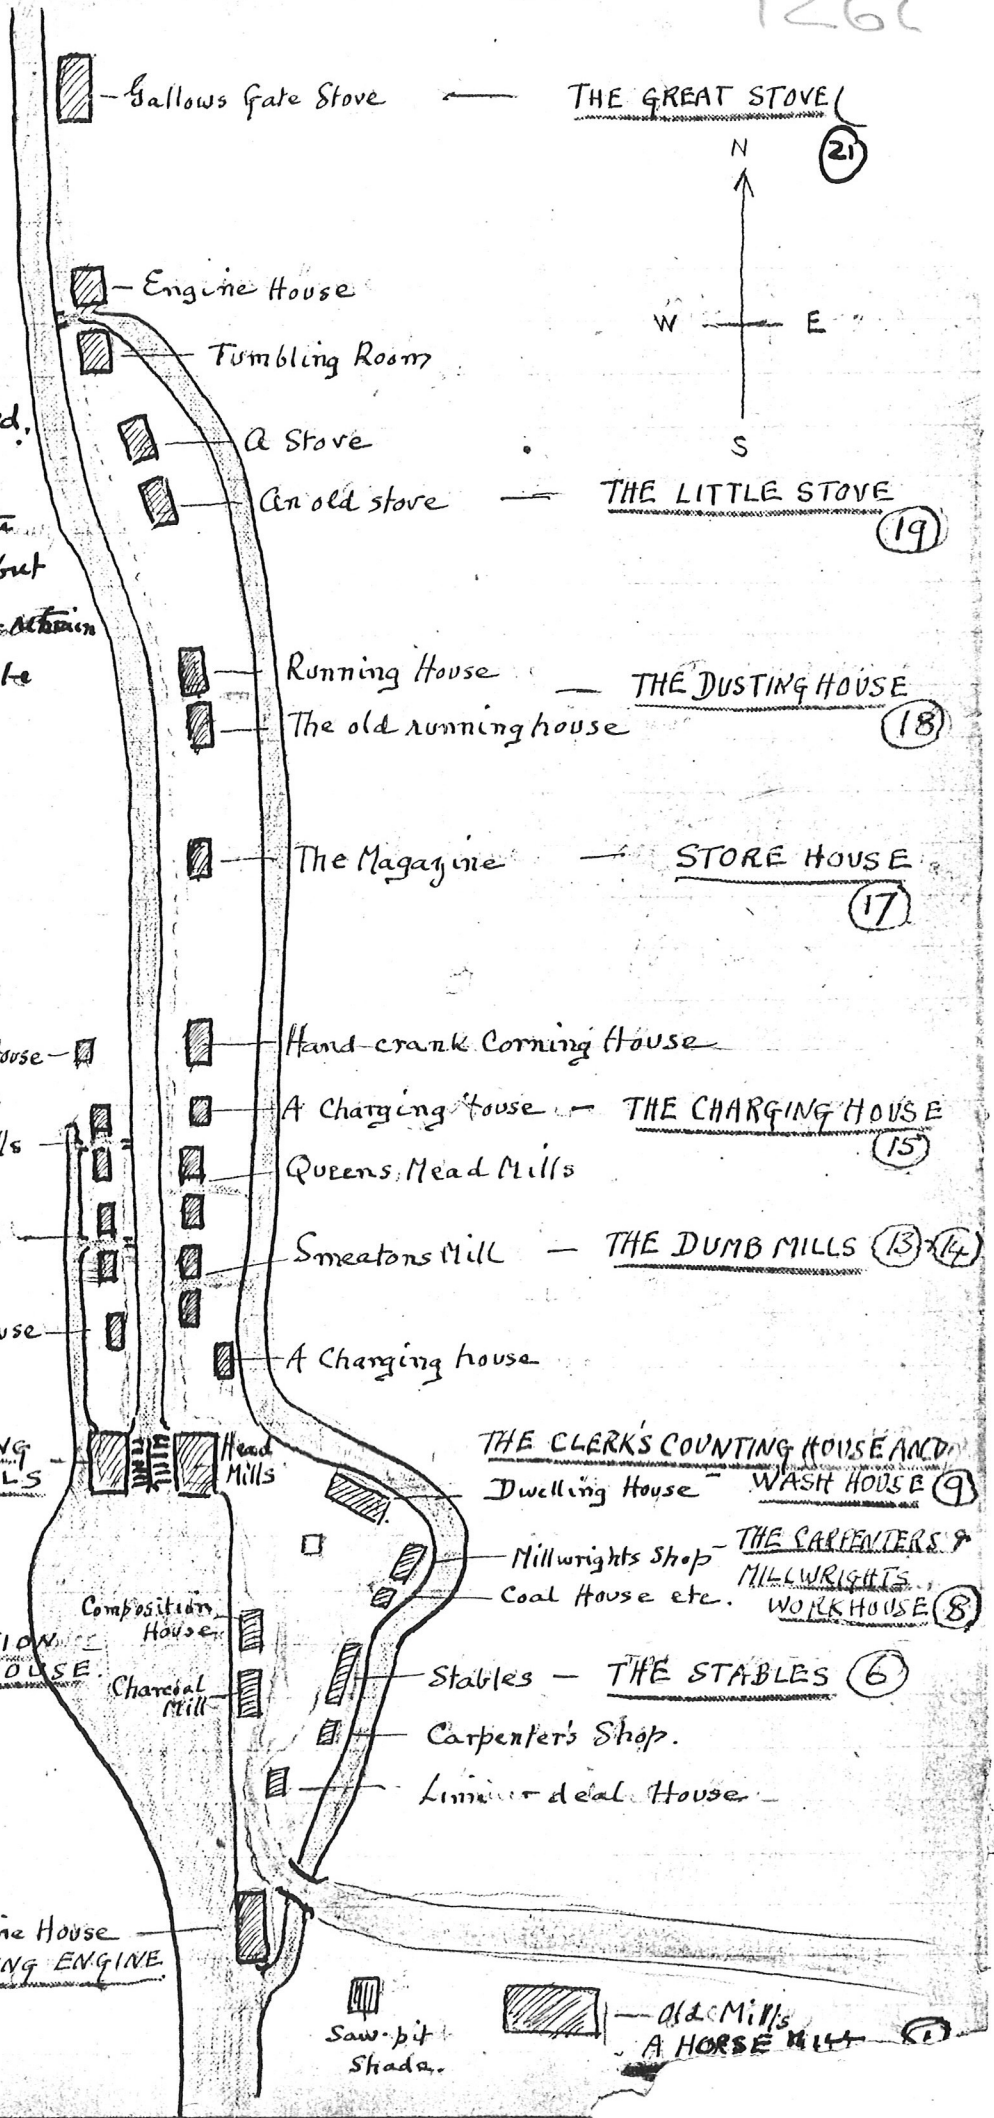 Gallows Gate Stove — THE GREAT STOVE
21
N
Engine House
W E
Tumbling Room
A Stove
S
An old stove — THE LITTLE STOVE
19
Running House — THE DUSTING HOUSE
The old running house
18
The Magazine — STORE HOUSE
17
Hand-crank Corning House
A Charging House — THE CHARGING HOUSE
15
Queens Mead Mills
Smeatons Mill — THE DUMB MILLS 13 & 14
A Charging house
Head
Mills
THE CLERK'S COUNTING HOUSE AND
Dwelling House — WASH HOUSE 9
Millwrights Shop — THE CARPENTERS &
MILLWRIGHTS
Coal House etc. WORKHOUSE 8
Composition
House
Charcoal
Mill
Stables — THE STABLES 6
Carpenter's Shop.
deal House
House
ENGINE
Saw-pit
Shade.
Old Mills
A HORSE MILL 1